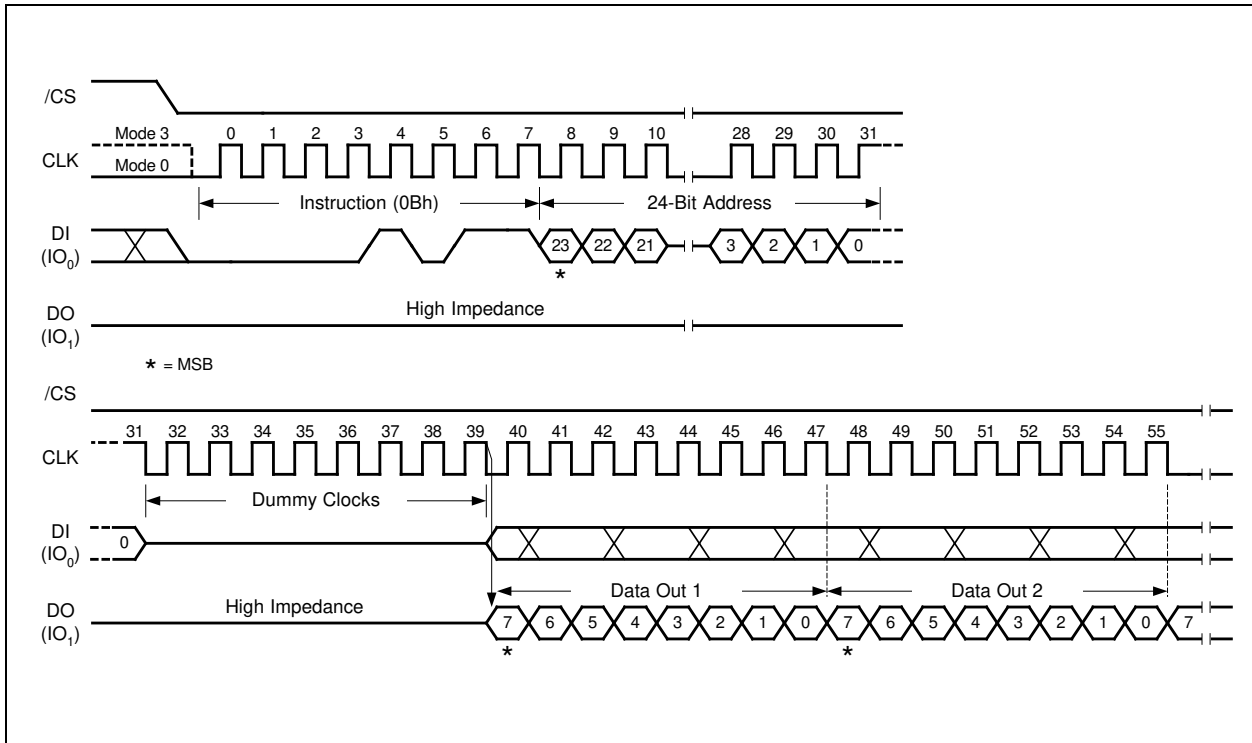 /CS
Mode 3 0 1 2 3 4 5 6 7 8 9 10 28 29 30 31
CLK Mode 0
Instruction (0Bh) 24-Bit Address
DI
(IO0) 23 22 21 3 2 1 0
*
High Impedance
DO
(IO1)
* = MSB
/CS
31 32 33 34 35 36 37 38 39 40 41 42 43 44 45 46 47 48 49 50 51 52 53 54 55
CLK
Dummy Clocks
DI
(IO0) 0
Data Out 1 Data Out 2
High Impedance
DO
(IO1) 7 6 5 4 3 2 1 0 7 6 5 4 3 2 1 0 7
* *